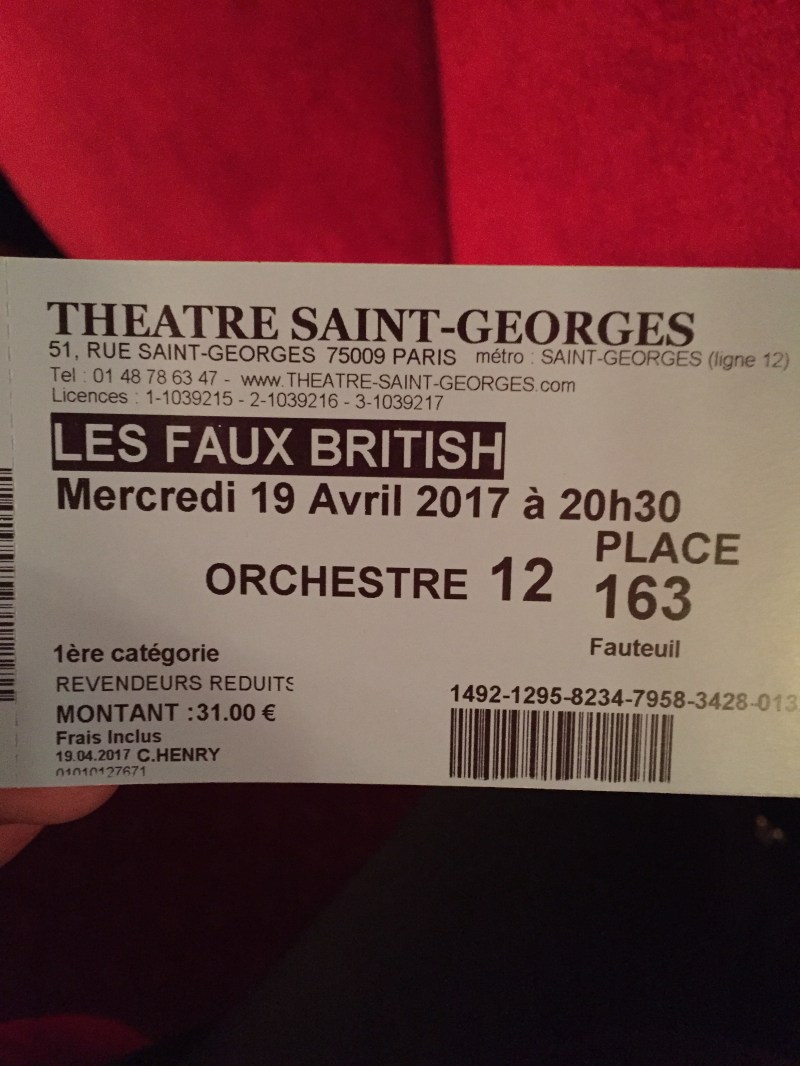 THEATRE SAINT-GEORGES
51, RUE SAINT-GEORGES 75009 PARIS métro : SAINT-GEORGES (ligne 12)
Tel : 01 48 78 63 47 - www.THEATRE-SAINT-GEORGES.com
Licences : 1-1039215 - 2-1039216 - 3-1039217
LES FAUX BRITISH
Mercredi 19 Avril 2017 à 20h30
PLACE
ORCHESTRE 12 163
Fauteuil
1ère catégorie
REVENDEURS REDUITS
1492-1295-8234-7958-3428-013
MONTANT :31.00 €
Frais Inclus
19.04.2017 C.HENRY
01010127671